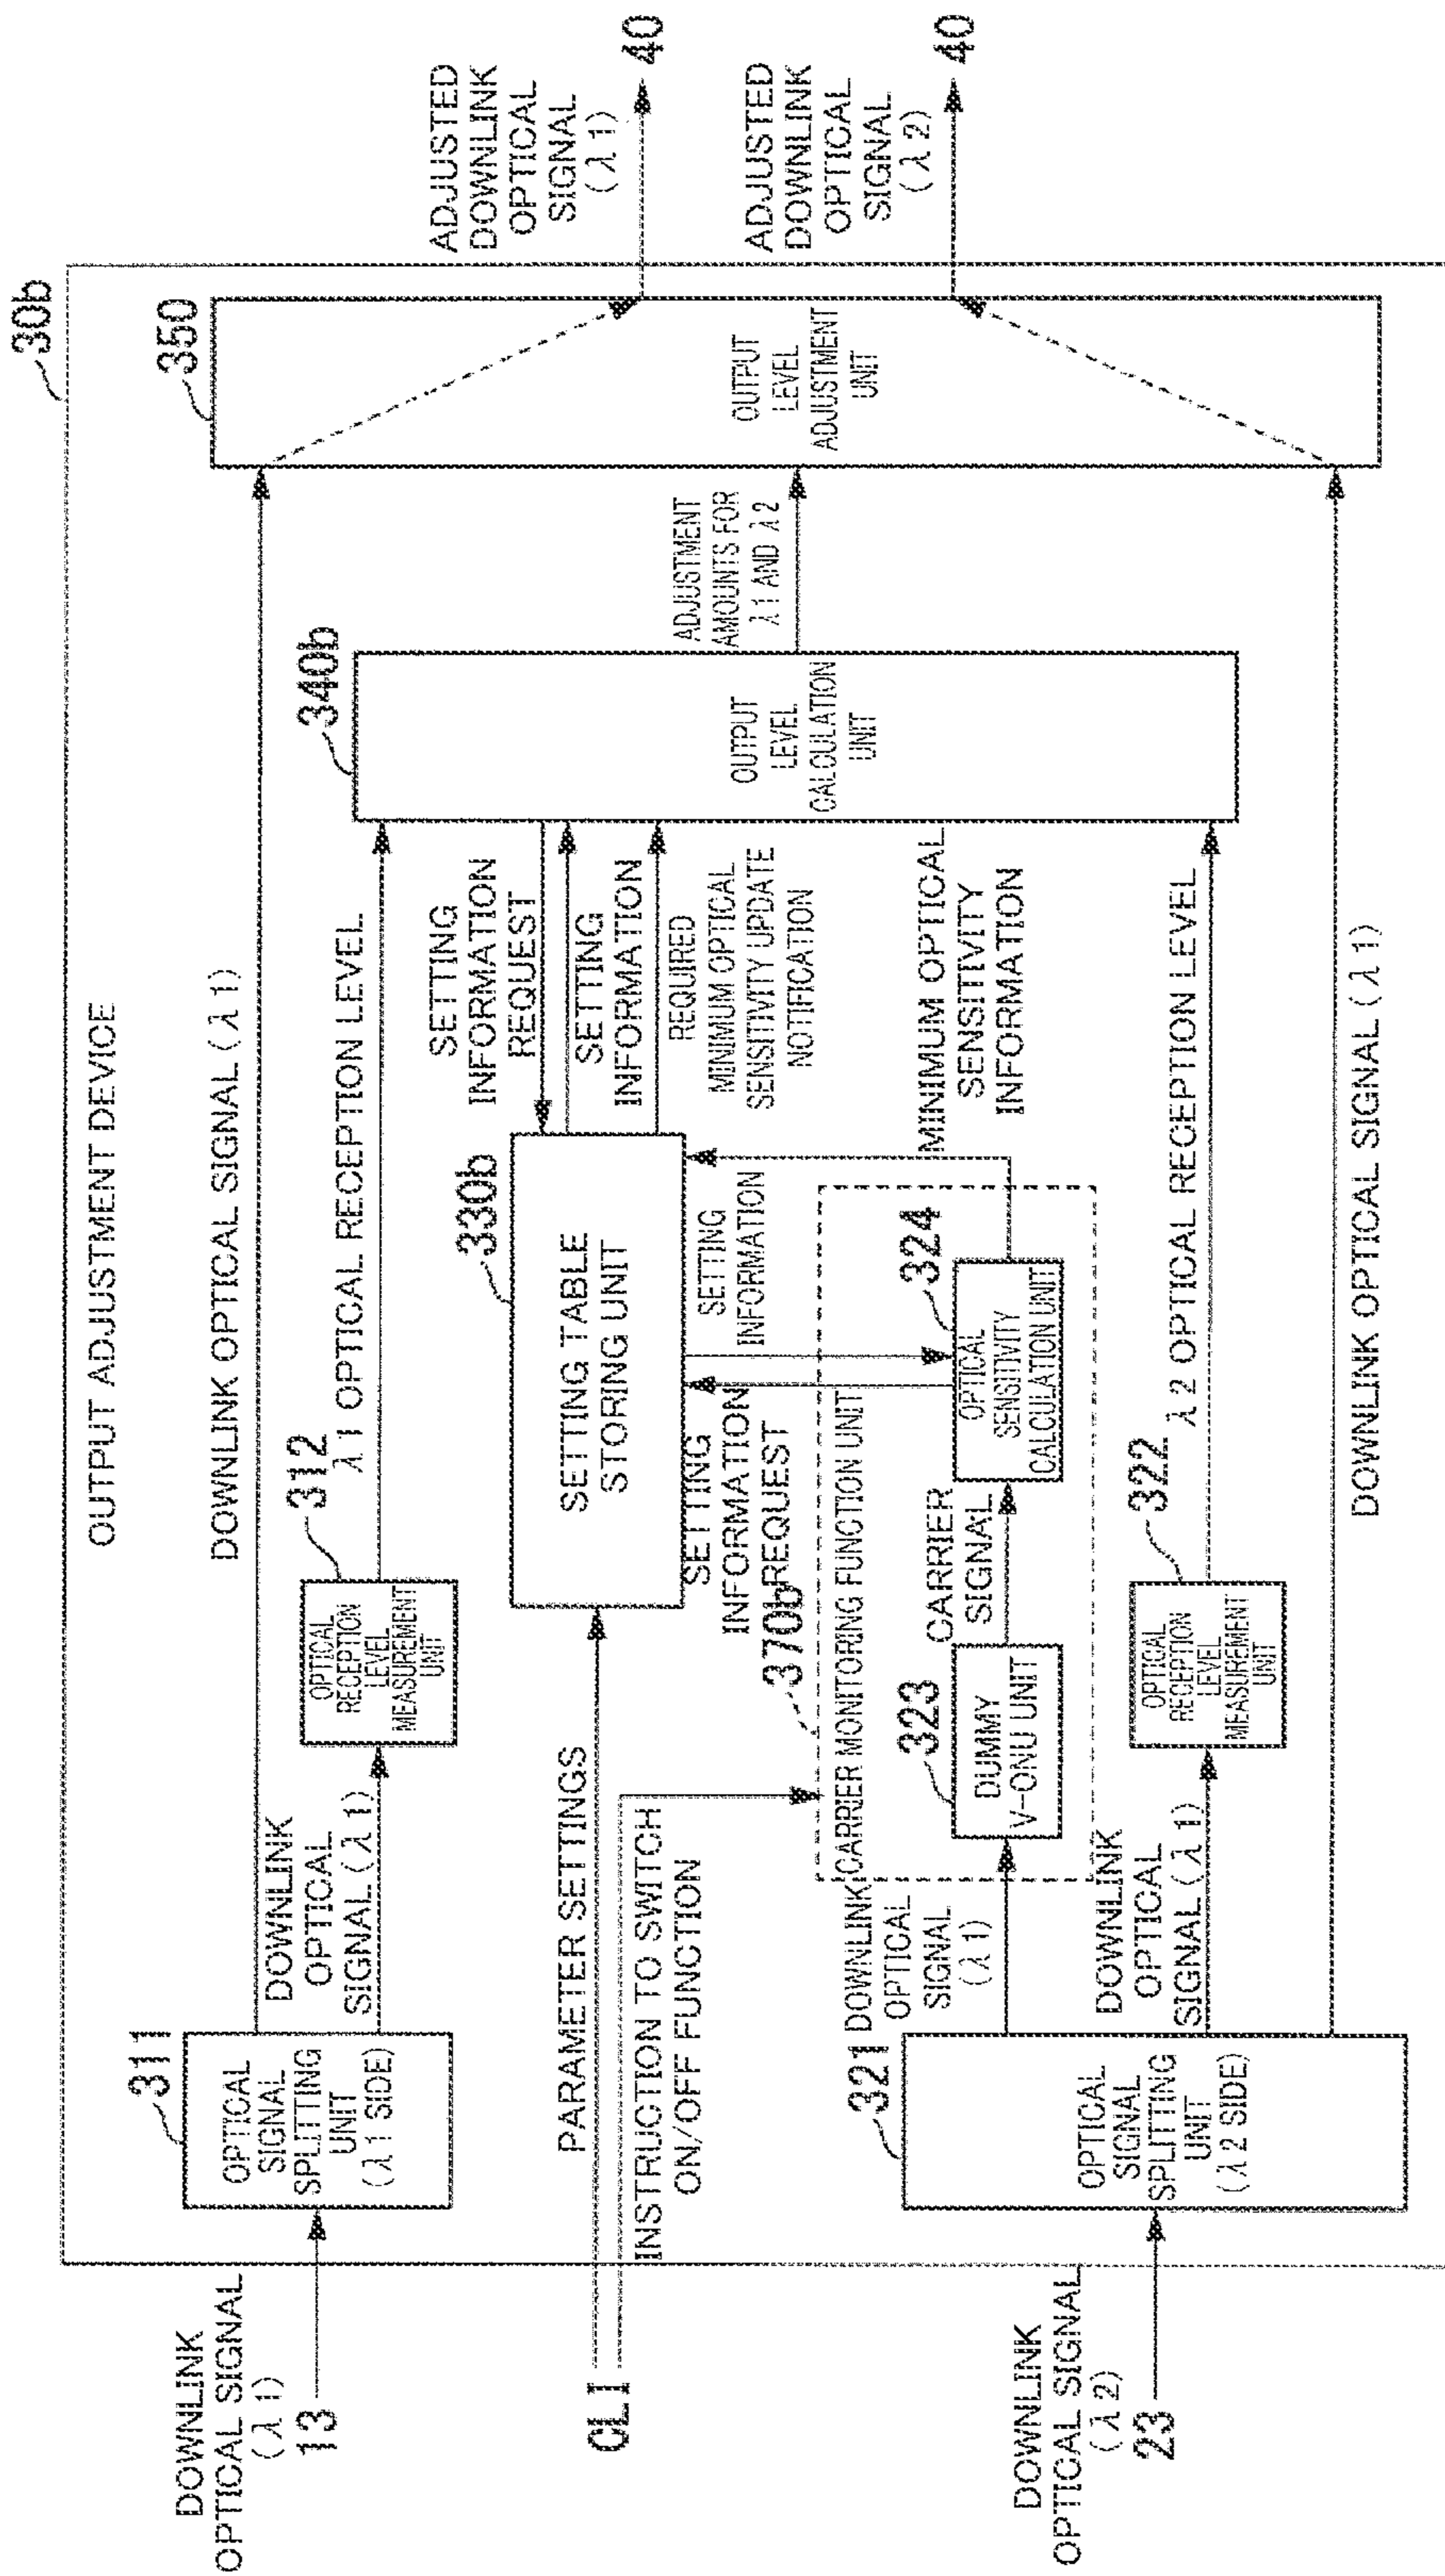 OUTPUT ADJUSTMENT DEVICE
30b
DOWNLINK
OPTICAL SIGNAL
(λ1)
13
311
OPTICAL
SIGNAL
SPLITTING
UNIT
(λ1 SIDE)
DOWNLINK OPTICAL SIGNAL (λ1)
DOWNLINK
OPTICAL
SIGNAL (λ1)
312
OPTICAL
RECEPTION
LEVEL
MEASUREMENT
UNIT
λ1 OPTICAL RECEPTION LEVEL
CLI
PARAMETER SETTINGS
INSTRUCTION TO SWITCH
ON/OFF FUNCTION
330b
SETTING TABLE
STORING UNIT
SETTING
INFORMATION
REQUEST
SETTING
INFORMATION
REQUIRED
MINIMUM OPTICAL
SENSITIVITY UPDATE
NOTIFICATION
340b
OUTPUT
LEVEL
CALCULATION
UNIT
ADJUSTMENT
AMOUNTS FOR
λ1 AND λ2
350
OUTPUT
LEVEL
ADJUSTMENT
UNIT
ADJUSTED
DOWNLINK
OPTICAL
SIGNAL
(λ1)
40
ADJUSTED
DOWNLINK
OPTICAL
SIGNAL
(λ2)
40
SETTING
INFORMATION
REQUEST
SETTING
INFORMATION
MINIMUM OPTICAL
SENSITIVITY
INFORMATION
370b
CARRIER MONITORING FUNCTION UNIT
323
DUMMY
V-ONU UNIT
CARRIER
SIGNAL
324
OPTICAL
SENSITIVITY
CALCULATION UNIT
DOWNLINK
OPTICAL SIGNAL
(λ2)
23
321
OPTICAL
SIGNAL
SPLITTING
UNIT
(λ2 SIDE)
DOWNLINK
OPTICAL
SIGNAL
(λ1)
DOWNLINK
OPTICAL
SIGNAL (λ1)
322
OPTICAL
RECEPTION
LEVEL
MEASUREMENT
UNIT
λ2 OPTICAL RECEPTION LEVEL
DOWNLINK OPTICAL SIGNAL (λ1)